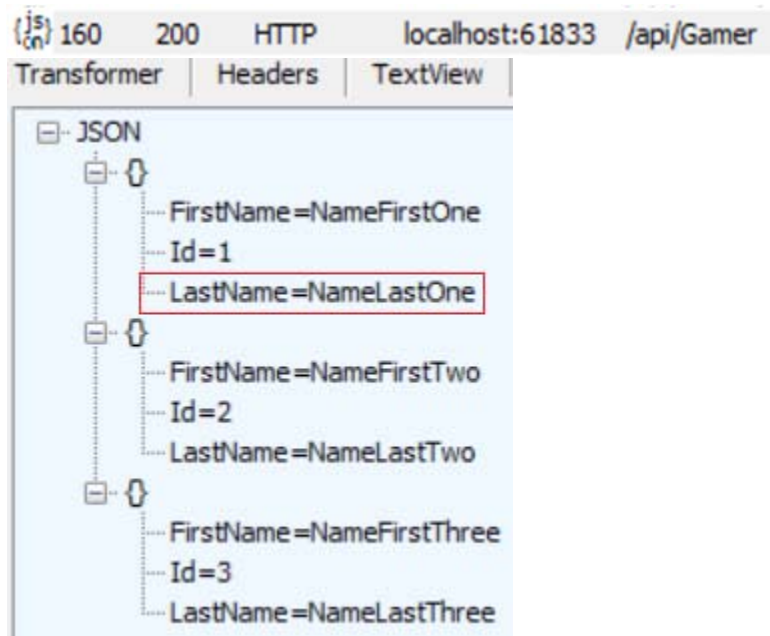 {js on} 160 200 HTTP localhost:61833 /api/Gamer
Transformer Headers TextView
JSON
{}
FirstName=NameFirstOne
Id=1
LastName=NameLastOne
{}
FirstName=NameFirstTwo
Id=2
LastName=NameLastTwo
{}
FirstName=NameFirstThree
Id=3
LastName=NameLastThree